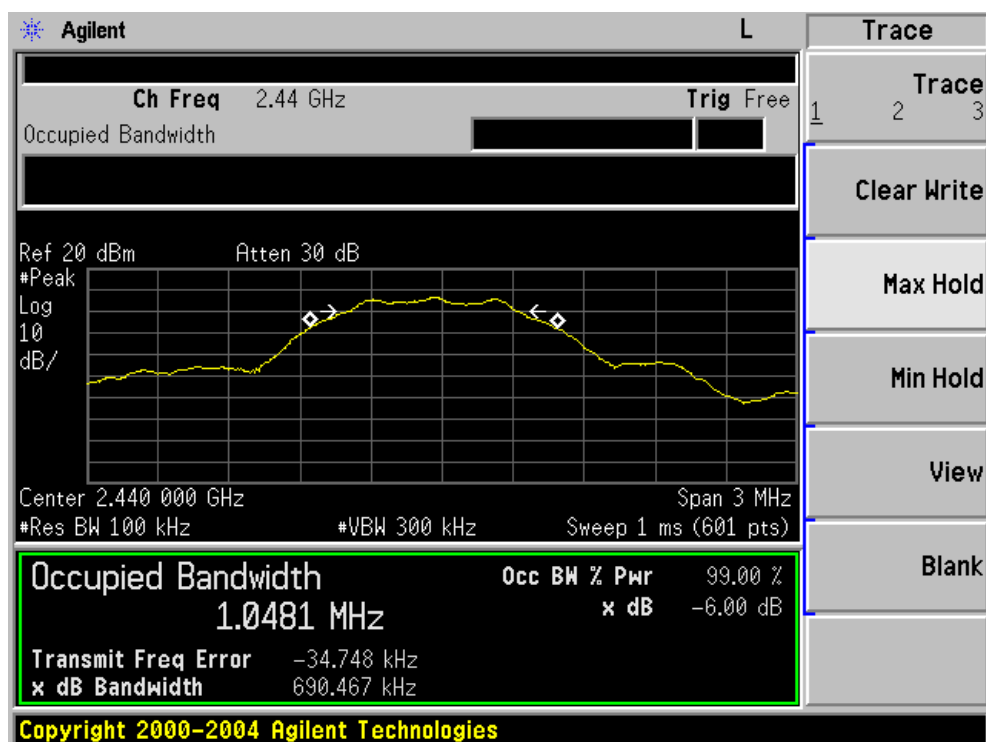 Agilent L Trace
Ch Freq 2.44 GHz Trig Free
Occupied Bandwidth
Trace
1 2 3
Clear Write
Ref 20 dBm Atten 30 dB
#Peak
Log
10
dB/
Max Hold
Min Hold
View
Center 2.440 000 GHz Span 3 MHz
#Res BW 100 kHz #VBW 300 kHz Sweep 1 ms (601 pts)
Occupied Bandwidth Occ BW % Pwr 99.00 %
1.0481 MHz x dB -6.00 dB
Blank
Transmit Freq Error -34.748 kHz
x dB Bandwidth 690.467 kHz
Copyright 2000-2004 Agilent Technologies